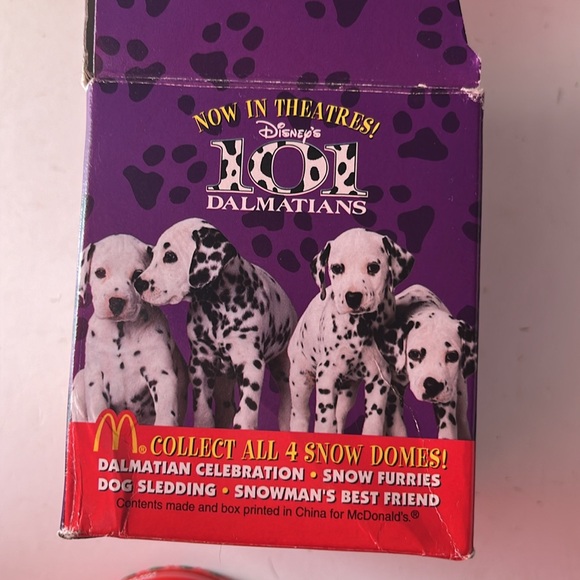 NOW IN THEATRES!
Disney's
101
DALMATIANS
M® COLLECT ALL 4 SNOW DOMES!
DALMATIAN CELEBRATION • SNOW FURRIES
DOG SLEDDING • SNOWMAN'S BEST FRIEND
Contents made and box printed in China for McDonald's.®